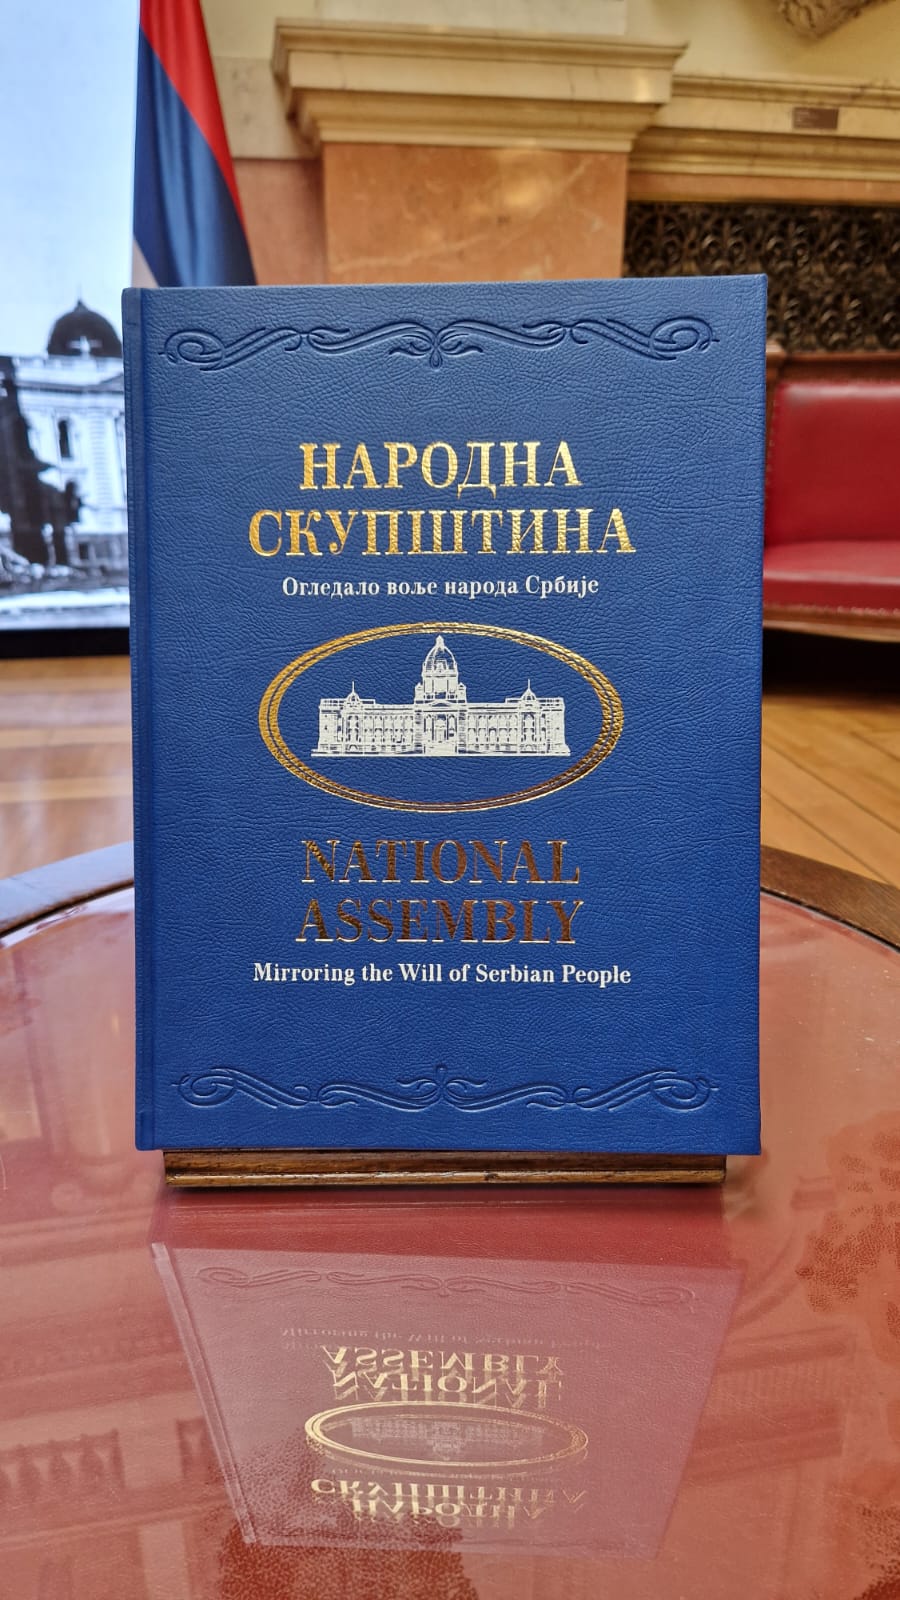 НАРОДНА
СКУПШТИНА
Огледало воље народа Србије
NATIONAL
ASSEMBLY
Mirroring the Will of Serbian People